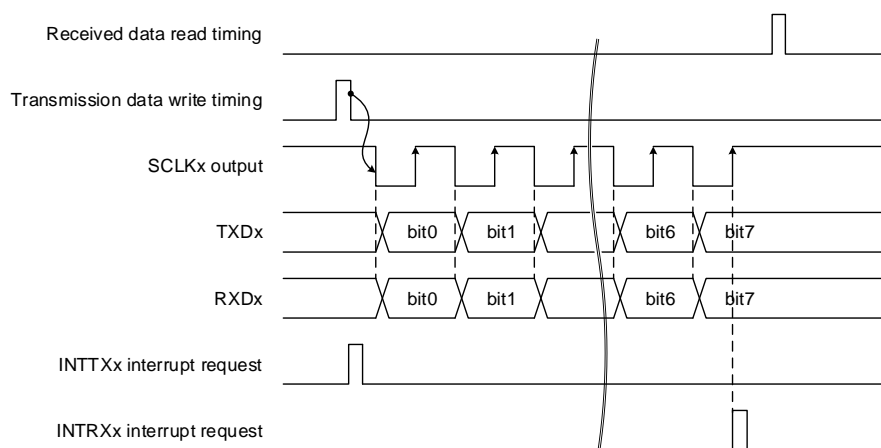 Received data read timing
Transmission data write timing
SCLKx output
TXDx
bit0 bit1 bit6 bit7
RXDx
bit0 bit1 bit6 bit7
INTTXx interrupt request
INTRXx interrupt request